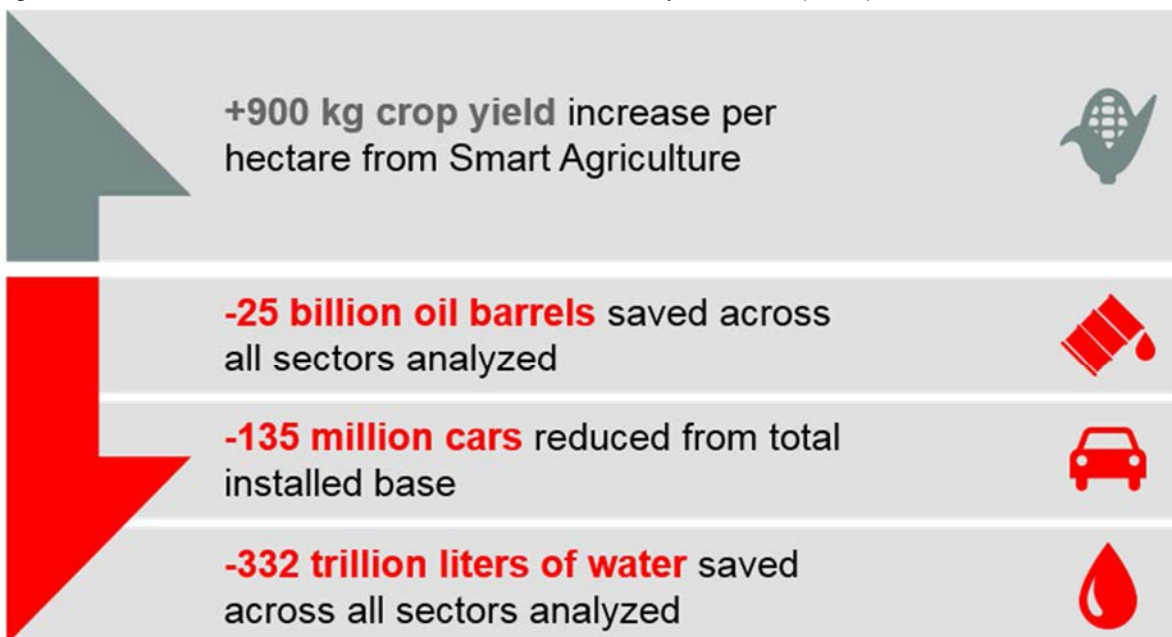 +900 kg crop yield increase per
hectare from Smart Agriculture
-25 billion oil barrels saved across
all sectors analyzed
-135 million cars reduced from total
installed base
-332 trillion liters of water saved
across all sectors analyzed